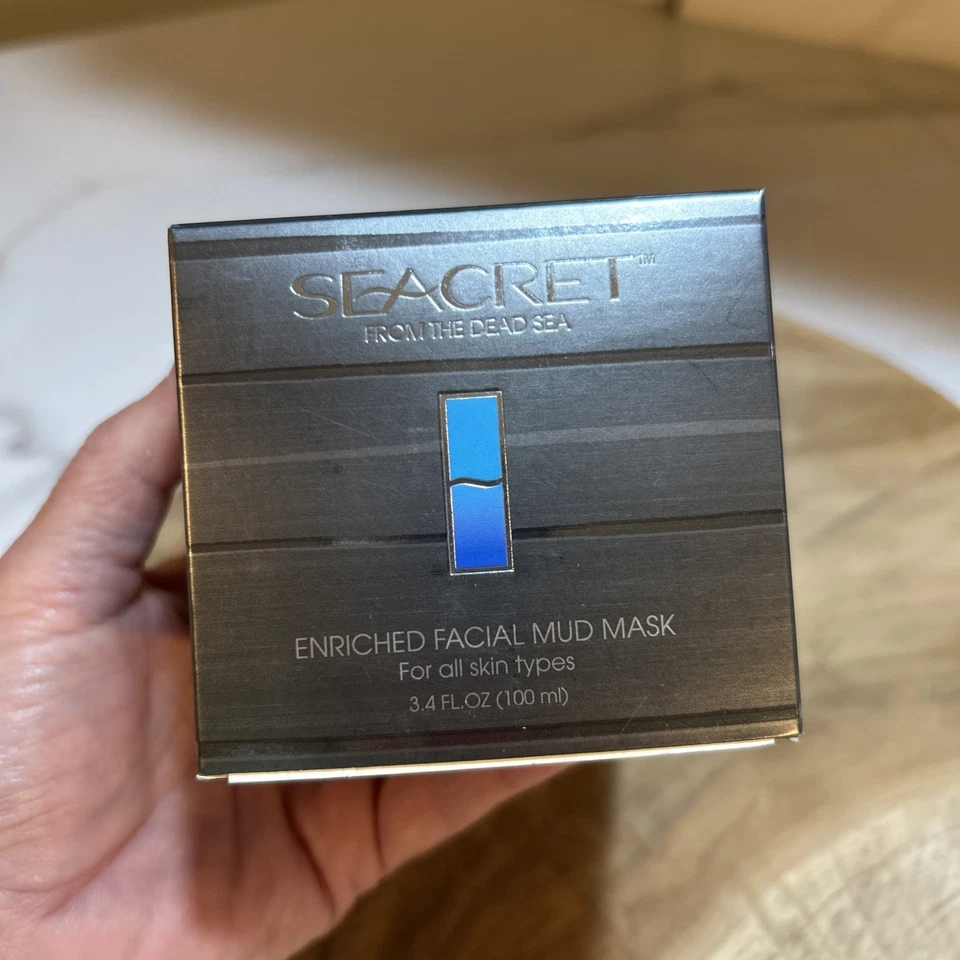 SEACRET™
FROM THE DEAD SEA
ENRICHED FACIAL MUD MASK
For all skin types
3.4 FL.OZ (100 ml)